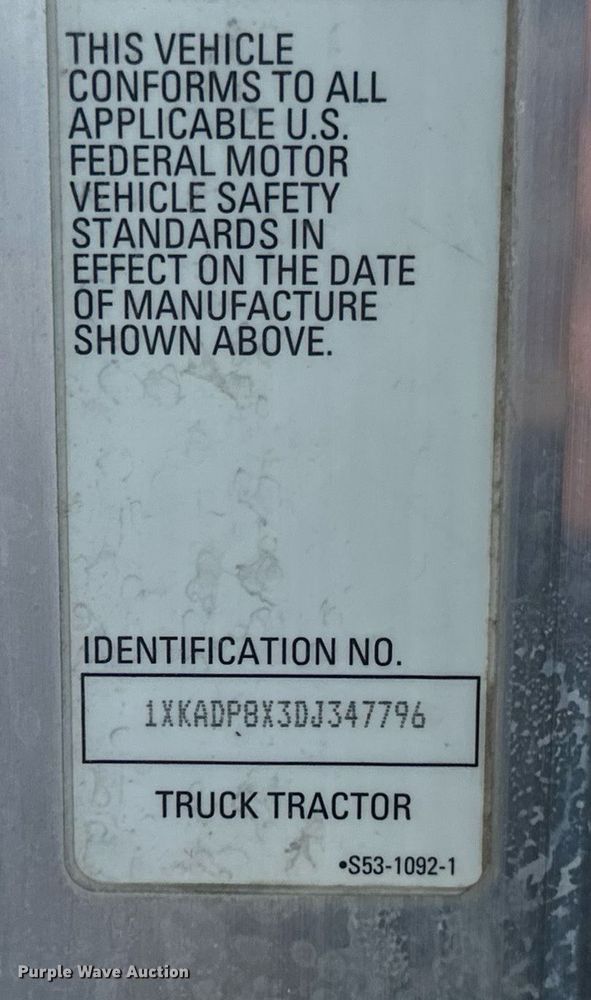 THIS VEHICLE
CONFORMS TO ALL
APPLICABLE U.S.
FEDERAL MOTOR
VEHICLE SAFETY
STANDARDS IN
EFFECT ON THE DATE
OF MANUFACTURE
SHOWN ABOVE.
IDENTIFICATION NO.
1XKADP8X3DJ347796
TRUCK TRACTOR
•S53-1092-1
Purple Wave Auction